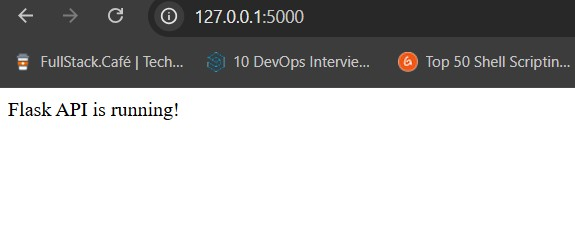 127.0.0.1:5000
FullStack.Café | Tech... 10 DevOps Intervie... Top 50 Shell Scriptin...
Flask API is running!